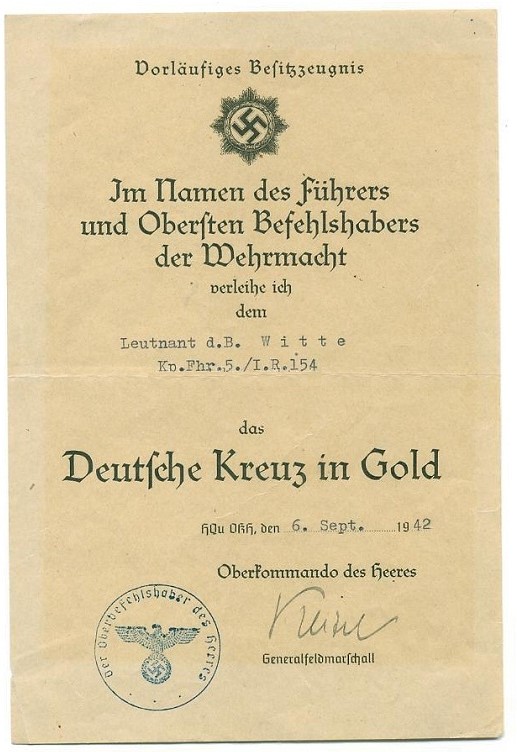 Vorläufiges Besitzzeugnis
Im Namen des Führers
und Obersten Befehlshabers
der Wehrmacht
verleihe ich
dem
Leutnant d.B. Witte
Kp.Fhr.5./I.R.154
das
Deutsche Kreuz in Gold
HQu OKH, den 6. Sept. 1942
Oberkommando des Heeres
Generalfeldmarschall
Der Oberbefehlshaber des Heeres